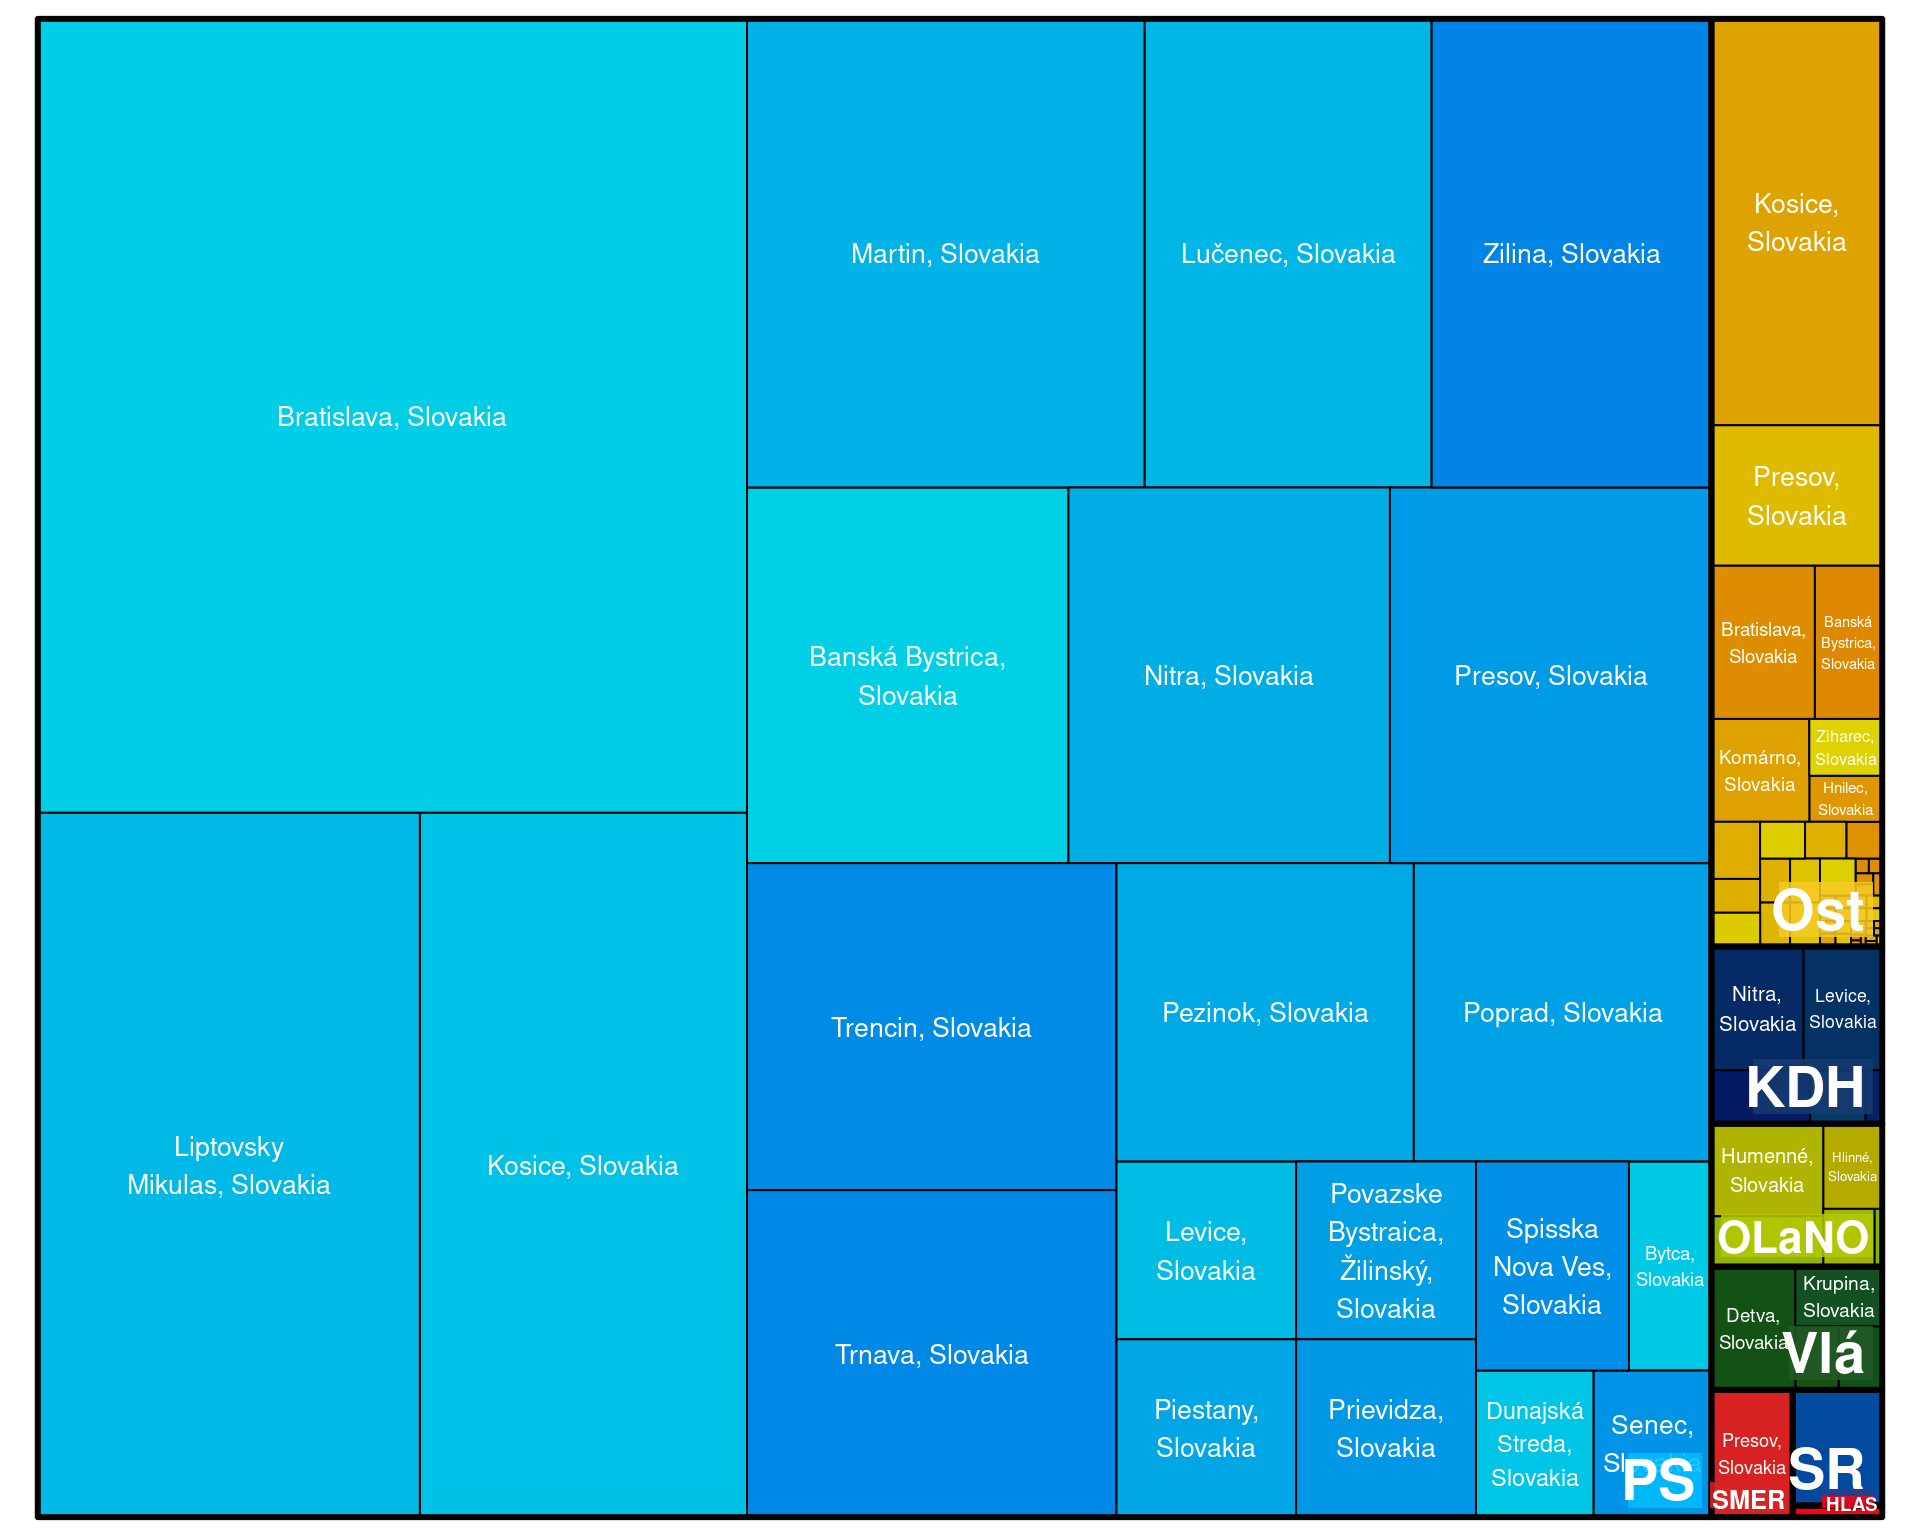 Bratislava, Slovakia
Martin, Slovakia
Lučenec, Slovakia
Zilina, Slovakia
Banská Bystrica,
Slovakia
Nitra, Slovakia
Presov, Slovakia
Liptovsky
Mikulas, Slovakia
Kosice, Slovakia
Trencin, Slovakia
Pezinok, Slovakia
Poprad, Slovakia
Trnava, Slovakia
Levice,
Slovakia
Povazske
Bystraica,
Žilinský,
Slovakia
Spisska
Nova Ves,
Slovakia
Bytca,
Slovakia
Piestany,
Slovakia
Prievidza,
Slovakia
Dunajská
Streda,
Slovakia
Senec,
Slovakia
PS
Kosice,
Slovakia
Presov,
Slovakia
Bratislava,
Slovakia
Banská
Bystrica,
Slovakia
Komárno,
Slovakia
Ziharec,
Slovakia
Hnilec,
Slovakia
Ost
Nitra,
Slovakia
Levice,
Slovakia
KDH
Humenné,
Slovakia
Hlinné,
Slovakia
OLaNO
Detva,
Slovakia
Krupina,
Slovakia
Vlá
Presov,
Slovakia
SMER
SR
HLAS